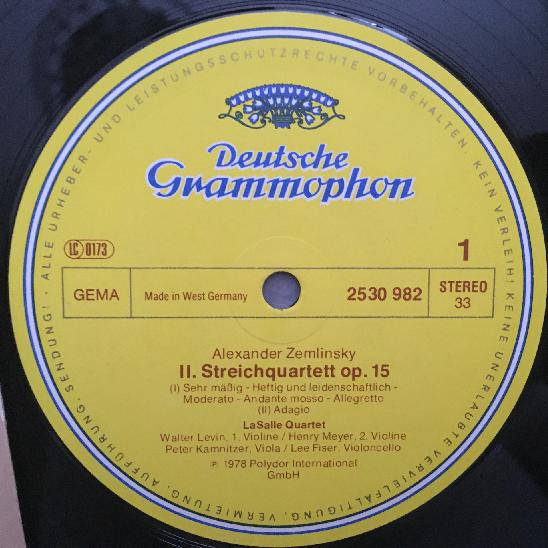 ALLE URHEBER- UND LEISTUNGSSCHUTZRECHTE VORBEHALTEN · KEIN VERLEIH! · KEINE UNERLAUBTE VERVIELFÄLTIGUNG, VERMIETUNG, AUFFÜHRUNG, SENDUNG! ·
Deutsche
Grammophon
LC 0173
1
GEMA
Made in West Germany
2530 982
STEREO
33
Alexander Zemlinsky
II. Streichquartett op. 15
(I) Sehr mäßig - Heftig und leidenschaftlich -
Moderato - Andante mosso - Allegretto
(II) Adagio
LaSalle Quartet
Walter Levin, 1. Violine / Henry Meyer, 2. Violine
Peter Kamnitzer, Viola / Lee Fiser, Violoncello
℗ 1978 Polydor International
GmbH